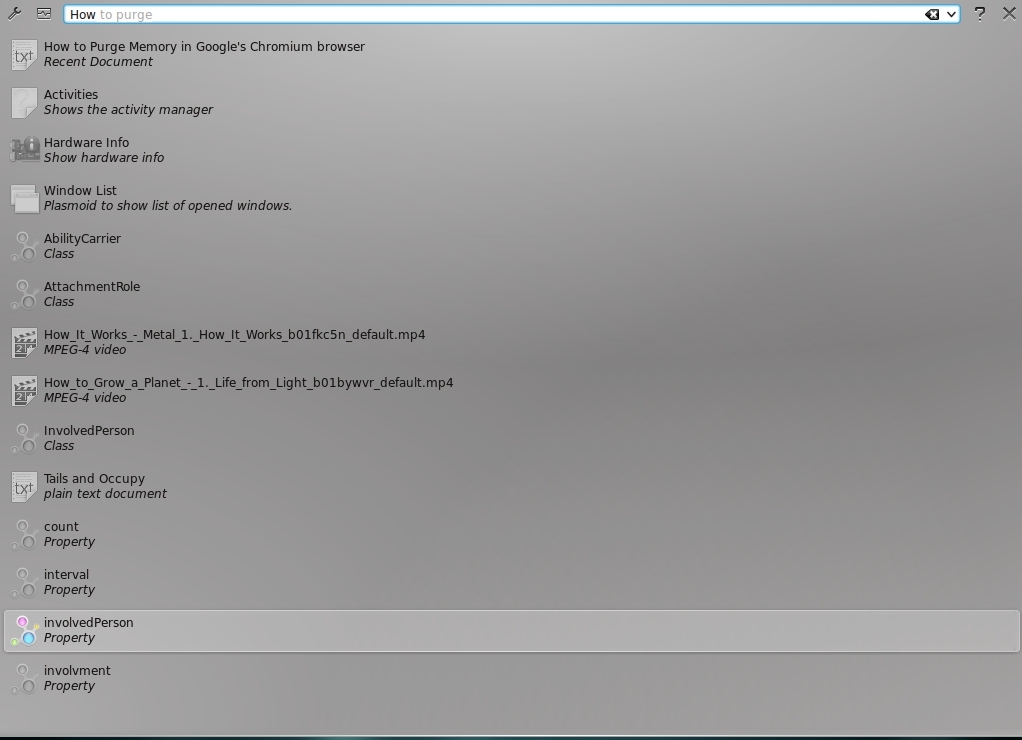 How to purge
How to Purge Memory in Google's Chromium browser
Recent Document
Activities
Shows the activity manager
Hardware Info
Show hardware info
Window List
Plasmoid to show list of opened windows.
AbilityCarrier
Class
AttachmentRole
Class
How_It_Works_-_Metal_1._How_It_Works_b01fkc5n_default.mp4
MPEG-4 video
How_to_Grow_a_Planet_-_1._Life_from_Light_b01bywvr_default.mp4
MPEG-4 video
InvolvedPerson
Class
Tails and Occupy
plain text document
count
Property
interval
Property
involvedPerson
Property
involvment
Property